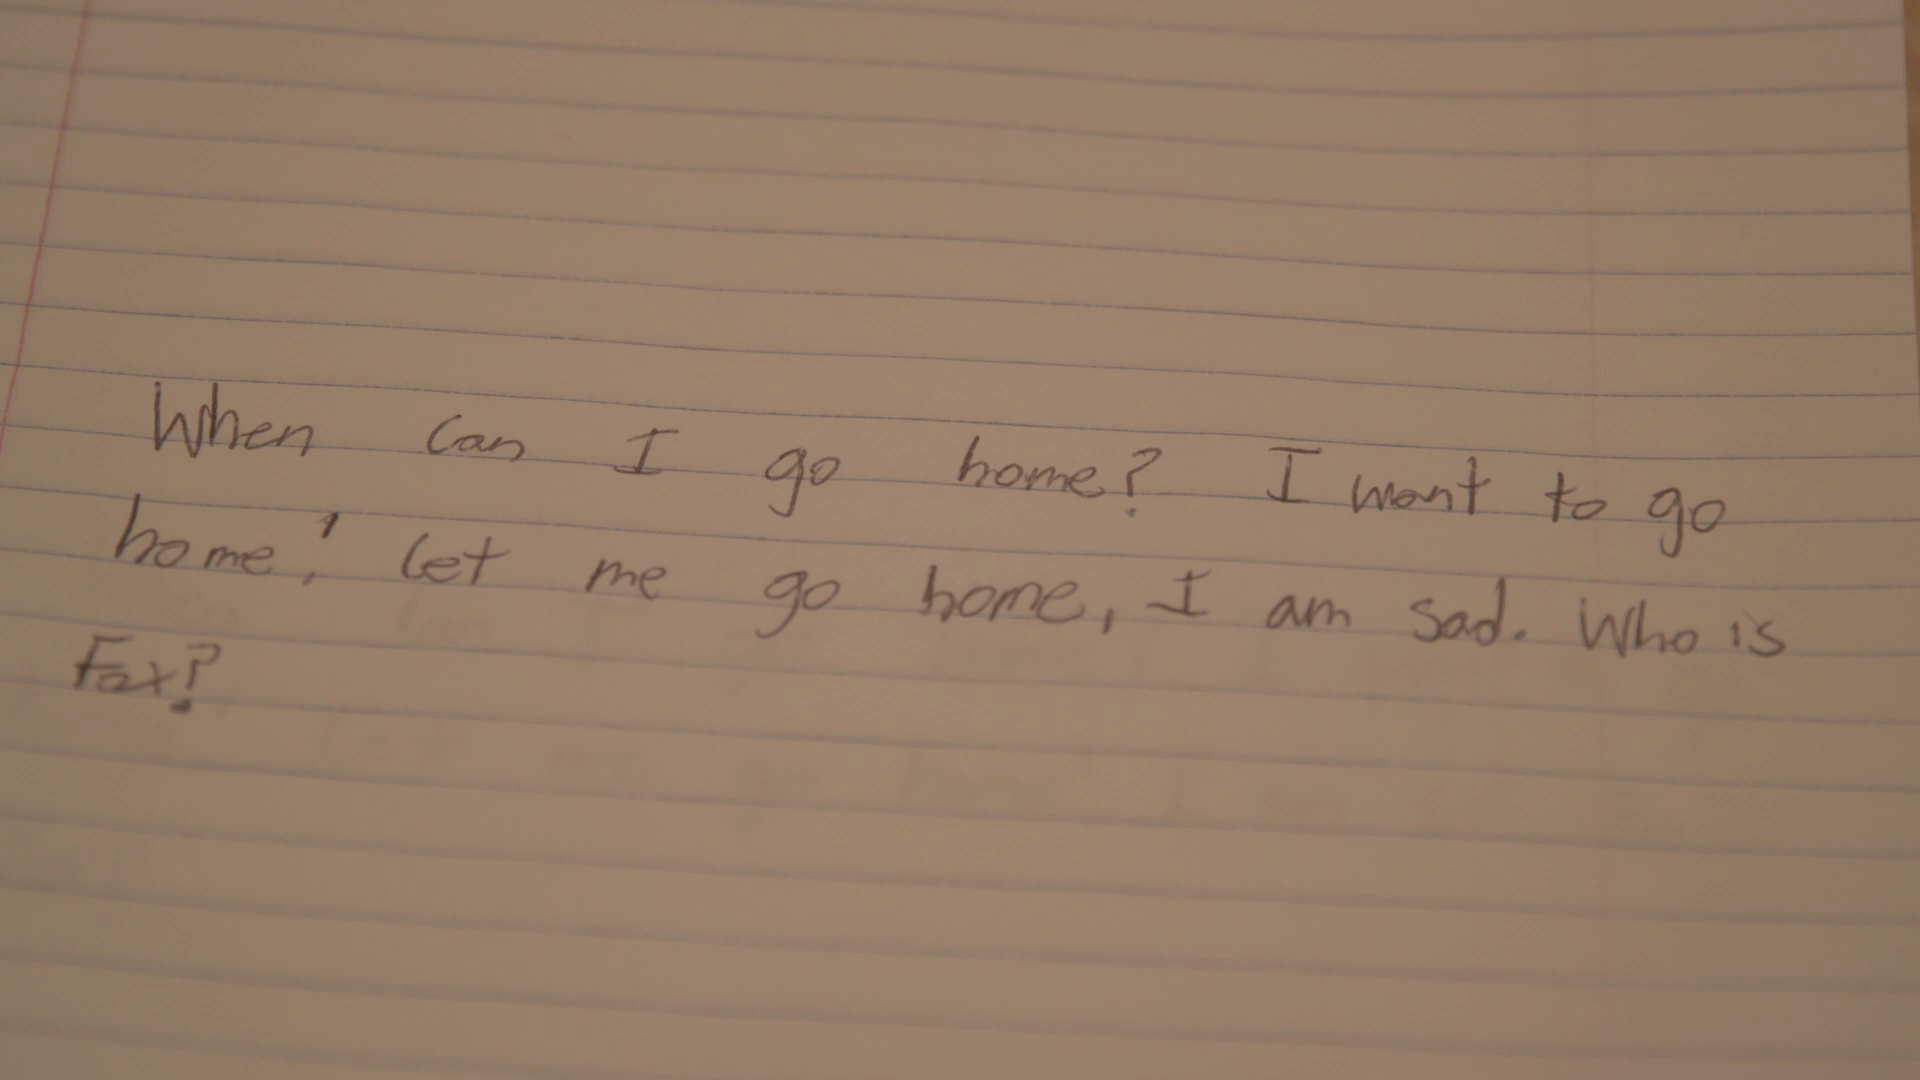 When can I go home? I want to go
home! Let me go home, I am sad. Who is
Fox?